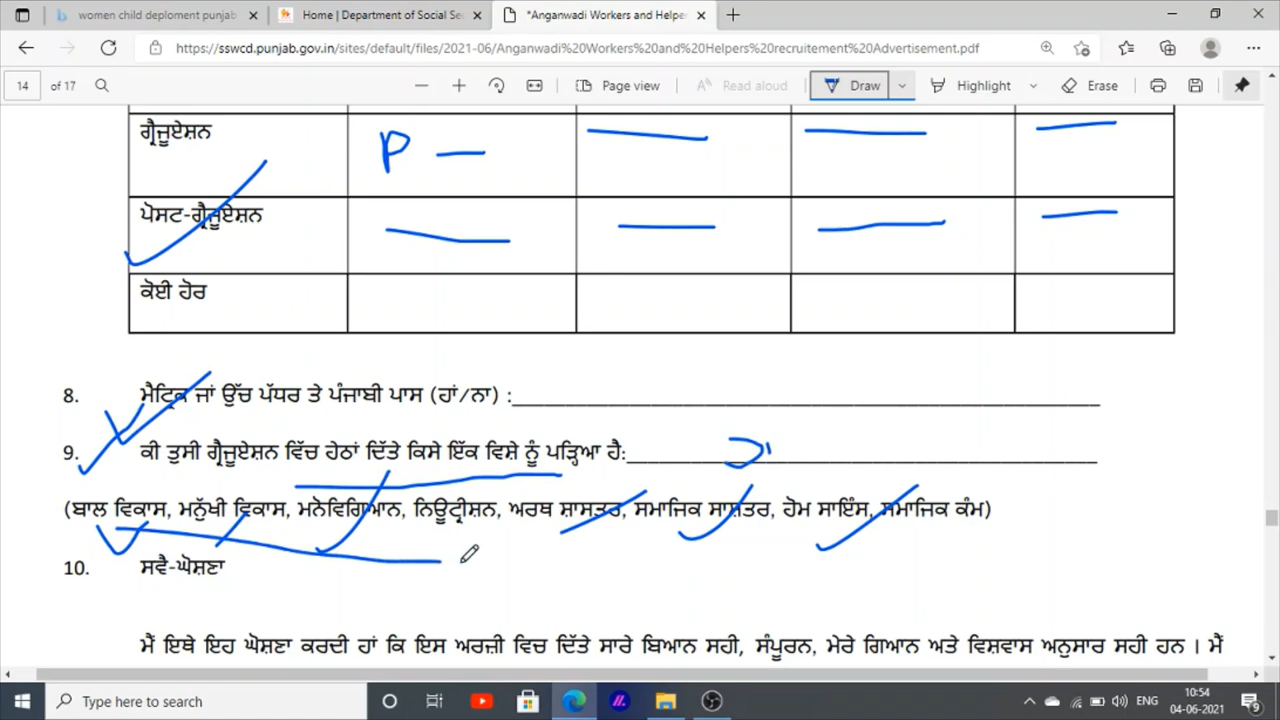 women child deploment punjab
Home | Department of Social Se
*Anganwadi Workers and Helpe
https://sswcd.punjab.gov.in/sites/default/files/2021-06/Anganwadi%20Workers%20and%20Helpers%20recruitement%20Advertisement.pdf
14 of 17 Page view Read aloud Draw Highlight Erase
ਗ੍ਰੈਜੂਏਸ਼ਨ P
ਪੋਸਟ-ਗ੍ਰੈਜੂਏਸ਼ਨ
ਕੋਈ ਹੋਰ
8. ਮੈਟ੍ਰਿਕ ਜਾਂ ਉੱਚ ਪੱਧਰ ਤੇ ਪੰਜਾਬੀ ਪਾਸ (ਹਾਂ/ਨਾ) :
9. ਕੀ ਤੁਸੀ ਗ੍ਰੈਜੂਏਸ਼ਨ ਵਿੱਚ ਹੇਠਾਂ ਦਿੱਤੇ ਕਿਸੇ ਇੱਕ ਵਿਸ਼ੇ ਨੂੰ ਪੜ੍ਹਿਆ ਹੈ:
(ਬਾਲ ਵਿਕਾਸ, ਮਨੁੱਖੀ ਵਿਕਾਸ, ਮਨੋਵਿਗਿਆਨ, ਨਿਊਟ੍ਰੀਸ਼ਨ, ਅਰਥ ਸ਼ਾਸਤਰ, ਸਮਾਜਿਕ ਸਾਸ਼ਤਰ, ਹੋਮ ਸਾਇੰਸ, ਸਮਾਜਿਕ ਕੰਮ)
10. ਸਵੈ-ਘੋਸ਼ਣਾ
ਮੈਂ ਇਥੇ ਇਹ ਘੋਸ਼ਣਾ ਕਰਦੀ ਹਾਂ ਕਿ ਇਸ ਅਰਜ਼ੀ ਵਿਚ ਦਿੱਤੇ ਸਾਰੇ ਬਿਆਨ ਸਹੀ, ਸੰਪੂਰਨ, ਮੇਰੇ ਗਿਆਨ ਅਤੇ ਵਿਸ਼ਵਾਸ ਅਨੁਸਾਰ ਸਹੀ ਹਨ । ਮੈਂ
Type here to search
ENG
10:54
04-06-2021
9